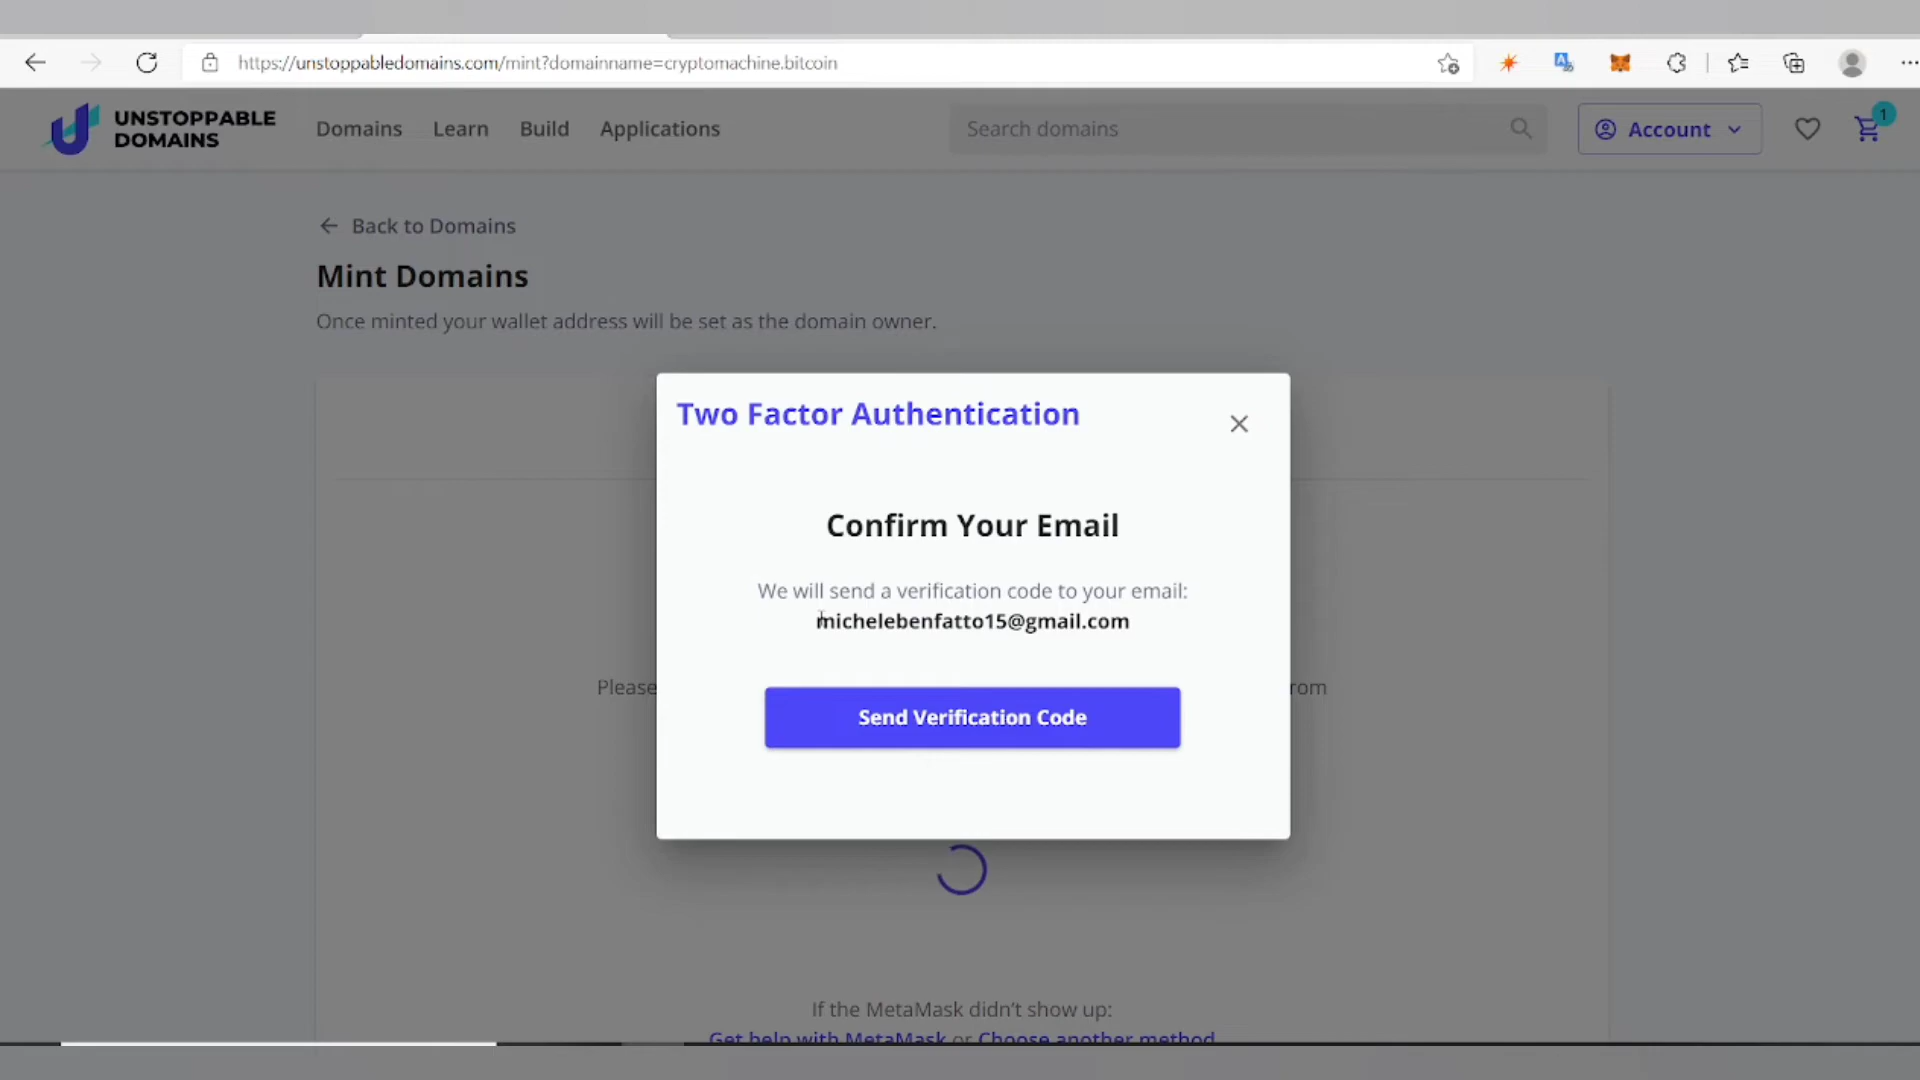 https://unstoppabledomains.com/mint?domainname=cryptomachine.bitcoin
UNSTOPPABLE
DOMAINS
Domains
Learn
Build
Applications
Search domains
Account
1
Back to Domains
Mint Domains
Once minted your wallet address will be set as the domain owner.
Two Factor Authentication
Confirm Your Email
We will send a verification code to your email:
michelebenfatto15@gmail.com
Please
rom
Send Verification Code
If the MetaMask didn't show up:
Get help with MetaMask or Choose another method